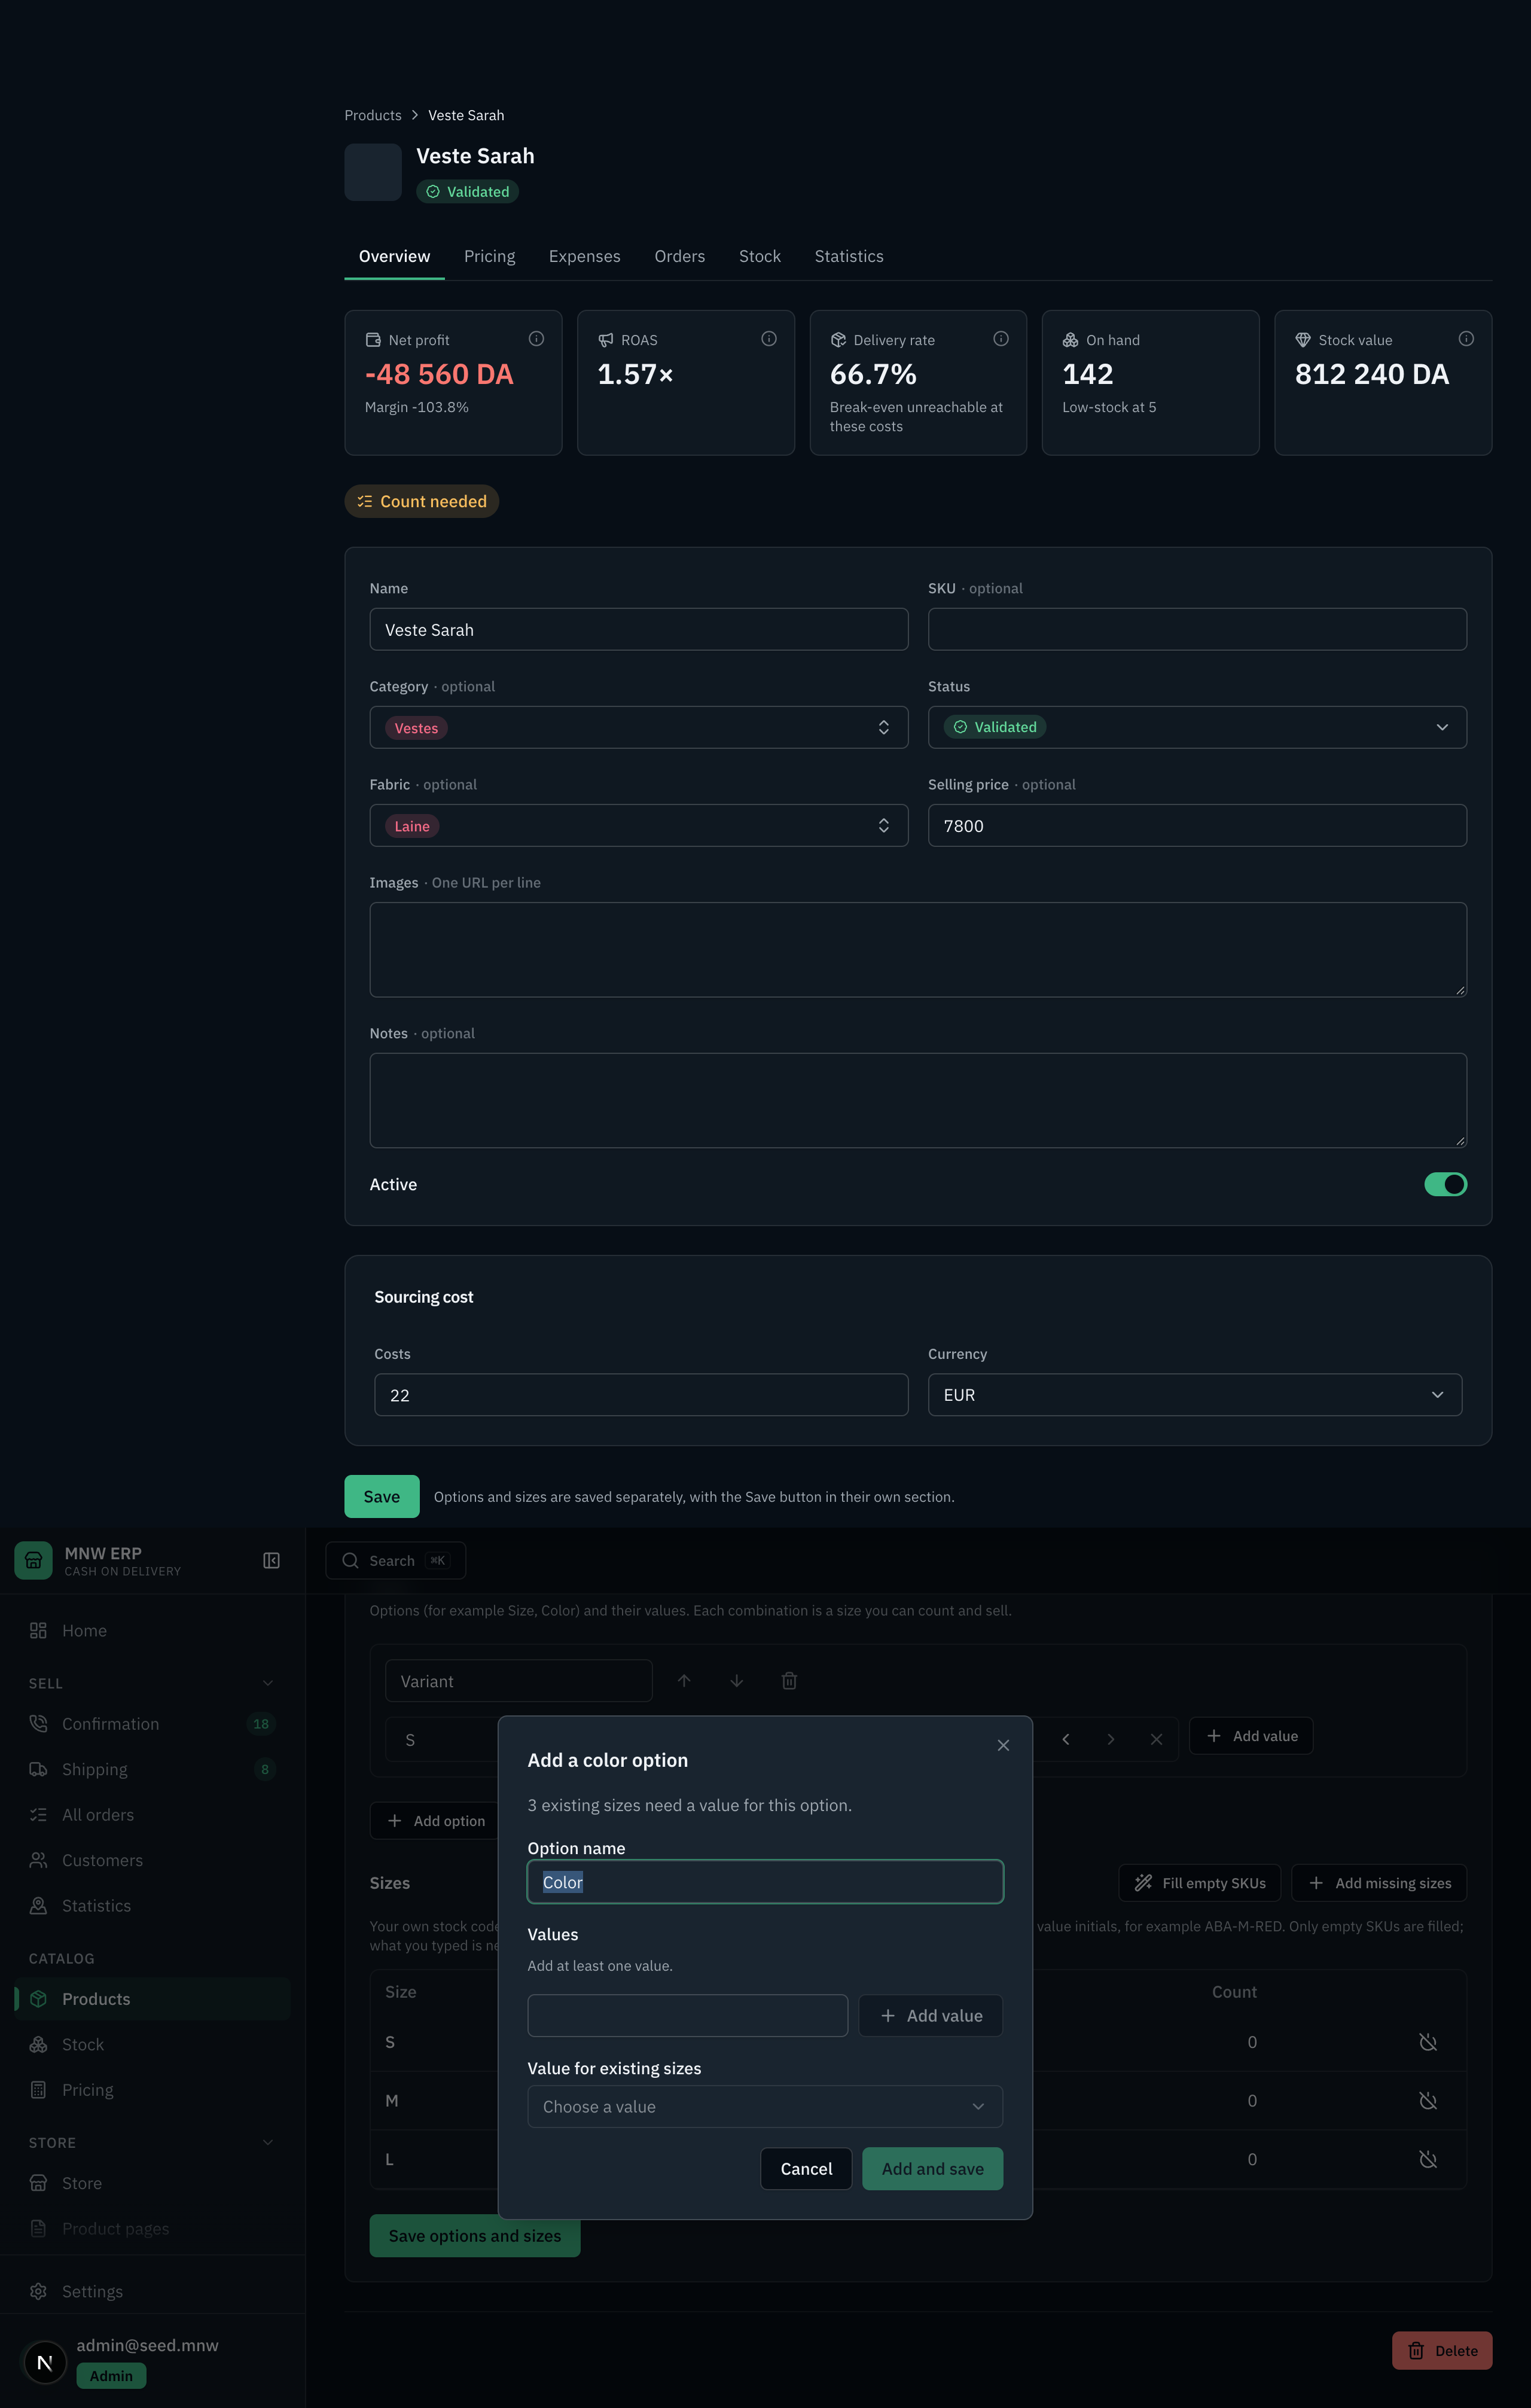 Products > Veste Sarah
Veste Sarah
Validated
Overview Pricing Expenses Orders Stock Statistics
Net profit
-48 560 DA
Margin -103.8%
ROAS
1.57×
Delivery rate
66.7%
Break-even unreachable at
these costs
On hand
142
Low-stock at 5
Stock value
812 240 DA
Count needed
Name
Veste Sarah
SKU · optional
Category · optional
Vestes
Status
Validated
Fabric · optional
Laine
Selling price · optional
7800
Images · One URL per line
Notes · optional
Active
Sourcing cost
Costs
22
Currency
EUR
Save
Options and sizes are saved separately, with the Save button in their own section.
MNW ERP
CASH ON DELIVERY
Search ⌘K
Home
SELL
Confirmation 18
Shipping 8
All orders
Customers
Statistics
CATALOG
Products
Stock
Pricing
STORE
Store
Product pages
Settings
N
admin@seed.mnw
Admin
Options (for example Size, Color) and their values. Each combination is a size you can count and sell.
Variant
S
Add value
Add option
Sizes
Fill empty SKUs
Add missing sizes
Your own stock code
value initials, for example ABA-M-RED. Only empty SKUs are filled;
what you typed is ne
Size Count
S 0
M 0
L 0
Save options and sizes
Delete
Add a color option
3 existing sizes need a value for this option.
Option name
Color
Values
Add at least one value.
Add value
Value for existing sizes
Choose a value
Cancel
Add and save